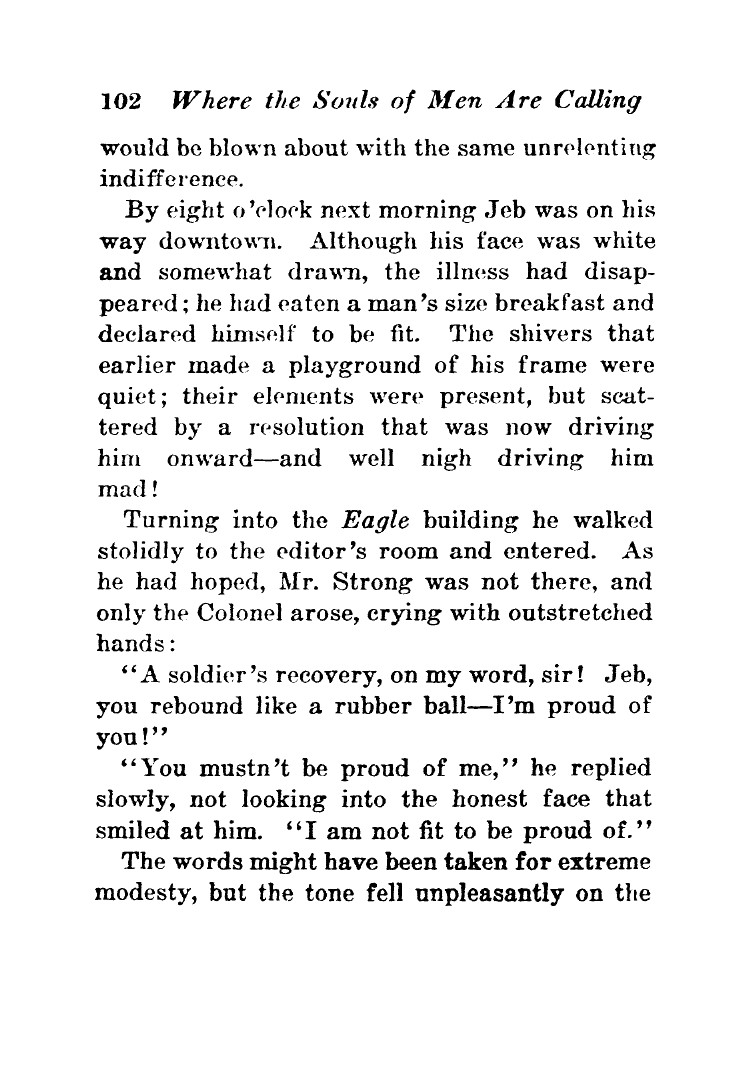 102 Where the Souls of Men Are Calling
would be blown about with the same unrelenting
indifference.
By eight o'clock next morning Jeb was on his
way downtown. Although his face was white
and somewhat drawn, the illness had disap-
peared; he had eaten a man's size breakfast and
declared himself to be fit. The shivers that
earlier made a playground of his frame were
quiet; their elements were present, but scat-
tered by a resolution that was now driving
him onward—and well nigh driving him
mad!
Turning into the Eagle building he walked
stolidly to the editor's room and entered. As
he had hoped, Mr. Strong was not there, and
only the Colonel arose, crying with outstretched
hands:
"A soldier's recovery, on my word, sir! Jeb,
you rebound like a rubber ball—I'm proud of
you!"
"You mustn't be proud of me," he replied
slowly, not looking into the honest face that
smiled at him. "I am not fit to be proud of."
The words might have been taken for extreme
modesty, but the tone fell unpleasantly on the